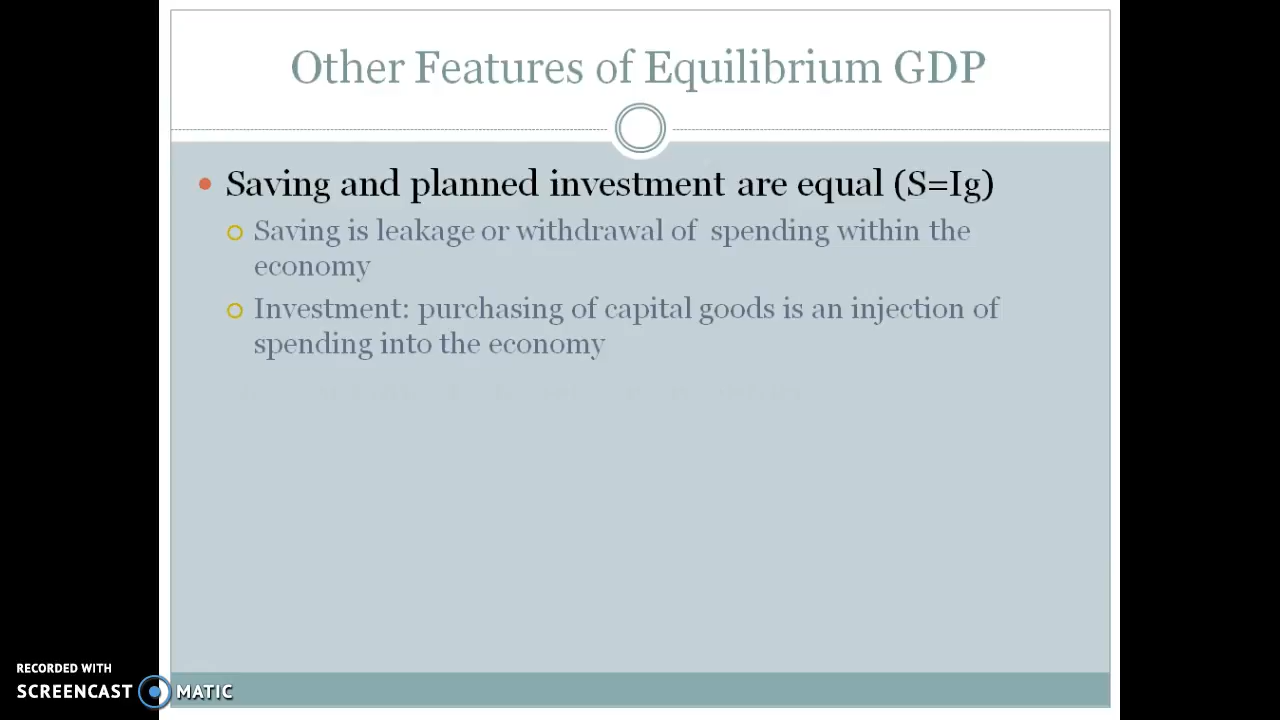 Other Features of Equilibrium GDP
Saving and planned investment are equal (S=Ig)
Saving is leakage or withdrawal of spending within the
economy
Investment: purchasing of capital goods is an injection of
spending into the economy
RECORDED WITH
SCREENCAST MATIC